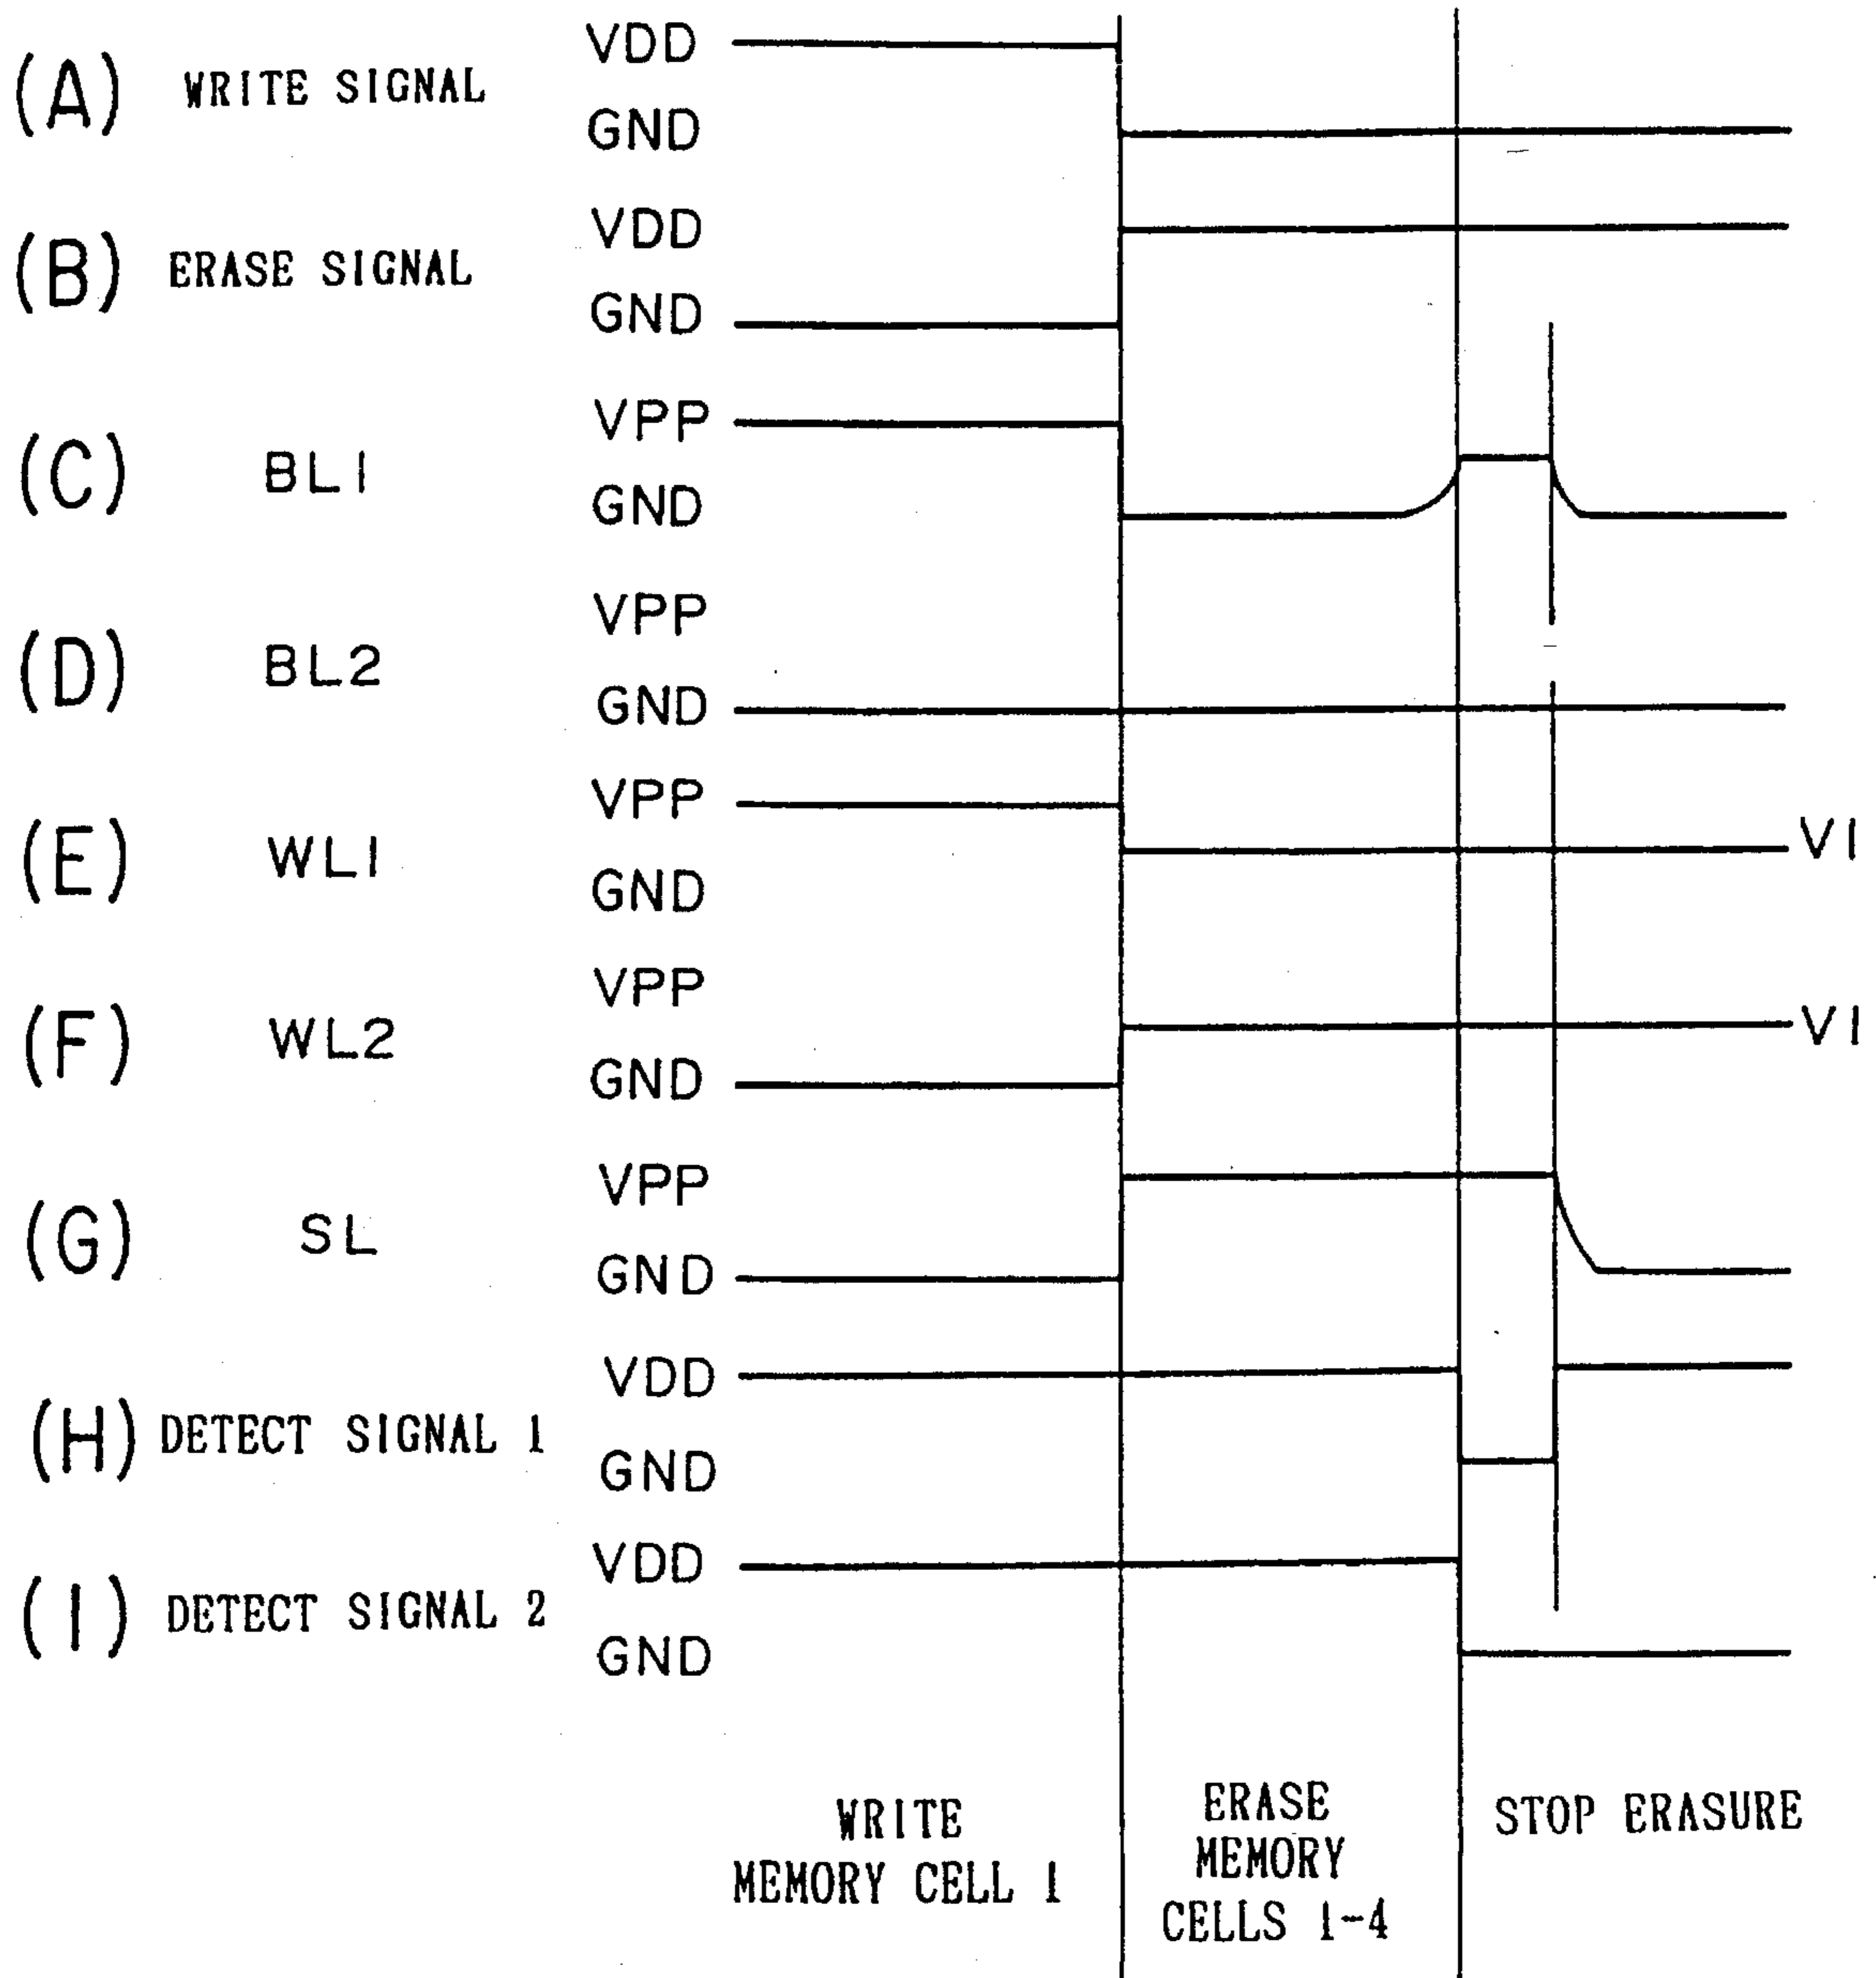 VDD
(A) WRITE SIGNAL
GND
VDD
(B) ERASE SIGNAL
GND
VPP
(C) BL1
GND
VPP
(D) BL2
GND
VPP
(E) WL1
V1
GND
VPP
(F) WL2
V1
GND
VPP
(G) SL
GND
VDD
(H) DETECT SIGNAL 1
GND
VDD
(I) DETECT SIGNAL 2
GND
WRITE
MEMORY CELL 1
ERASE
MEMORY
CELLS 1-4
STOP ERASURE